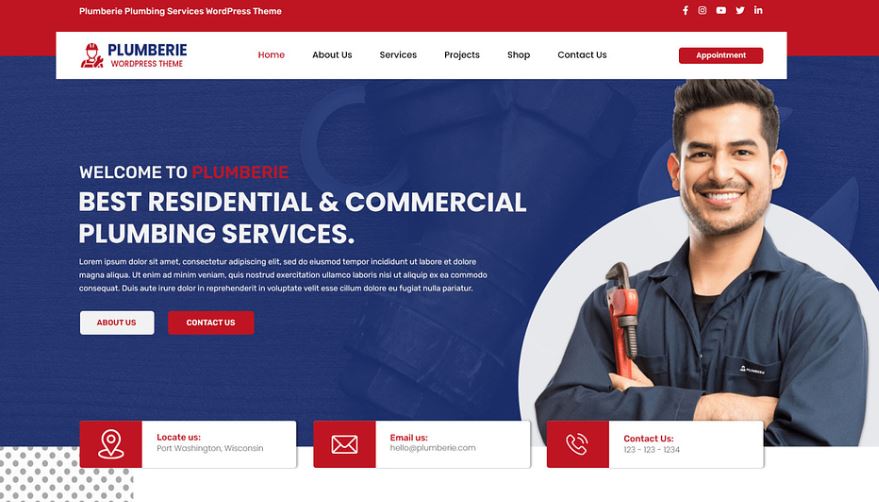 Plumberie Plumbing Services WordPress Theme
PLUMBERIE
WORDPRESS THEME
Home
About Us
Services
Projects
Shop
Contact Us
Appointment
WELCOME TO PLUMBERIE
BEST RESIDENTIAL & COMMERCIAL
PLUMBING SERVICES.
Lorem ipsum dolor sit amet, consectetur adipiscing elit, sed do eiusmod tempor incididunt ut labore et dolore
magna aliqua. Ut enim ad minim veniam, quis nostrud exercitation ullamco laboris nisi ut aliquip ex ea commodo
consequat. Duis aute irure dolor in reprehenderit in voluptate velit esse cillum dolore eu fugiat nulla pariatur.
ABOUT US
CONTACT US
PLUMBERIE
Locate us:
Port Washington, Wisconsin
Email us:
hello@plumberie.com
Contact Us:
123 - 123 - 1234